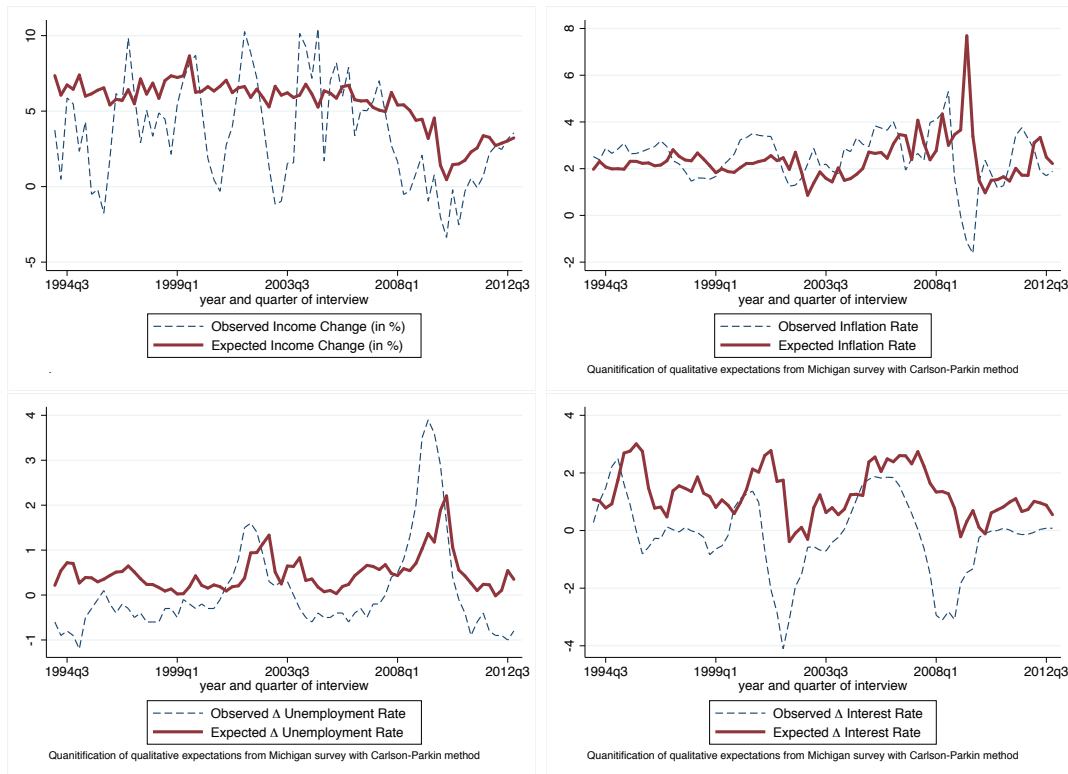 10
5
0
-5
1994q3 1999q1 2003q3 2008q1 2012q3
year and quarter of interview
Observed Income Change (in %)
Expected Income Change (in %)
.
8
6
4
2
0
-2
1994q3 1999q1 2003q3 2008q1 2012q3
year and quarter of interview
Observed Inflation Rate
Expected Inflation Rate
Quanitification of qualitative expectations from Michigan survey with Carlson-Parkin method
4
3
2
1
0
-1
1994q3 1999q1 2003q3 2008q1 2012q3
year and quarter of interview
Observed Δ Unemployment Rate
Expected Δ Unemployment Rate
Quanitification of qualitative expectations from Michigan survey with Carlson-Parkin method
4
2
0
-2
-4
1994q3 1999q1 2003q3 2008q1 2012q3
year and quarter of interview
Observed Δ Interest Rate
Expected Δ Interest Rate
Quanitification of qualitative expectations from Michigan survey with Carlson-Parkin method